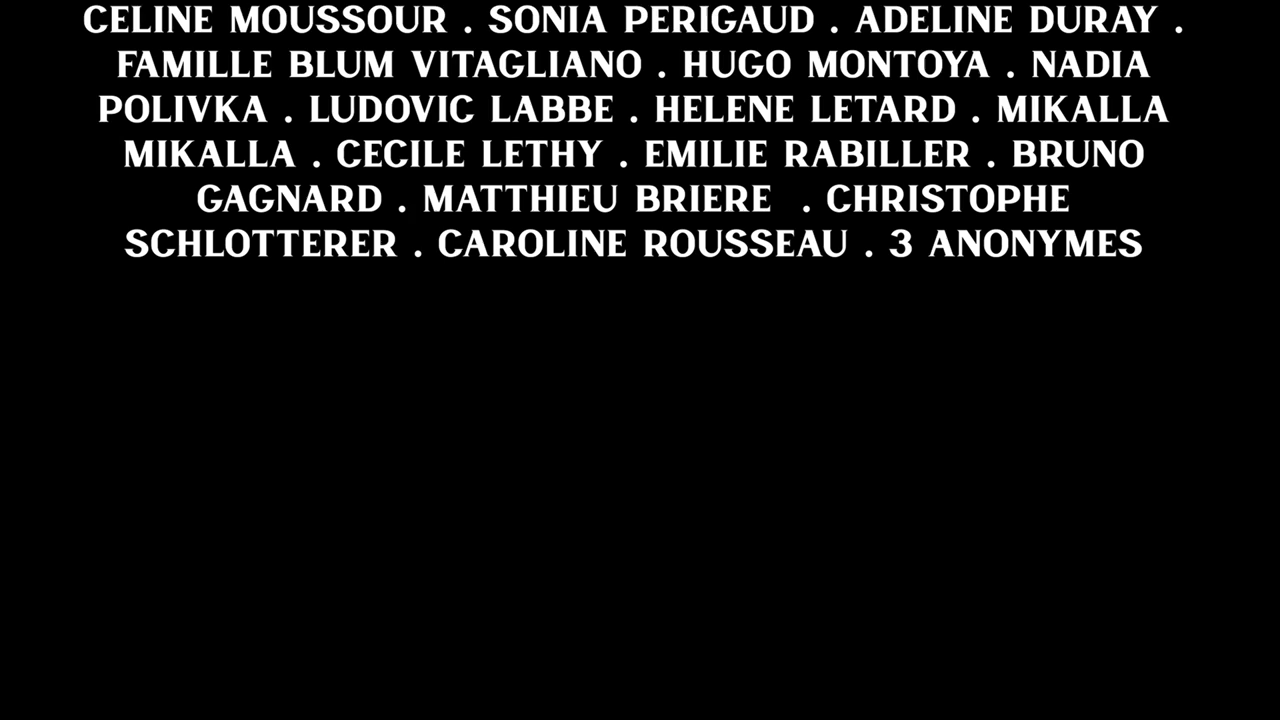 CELINE MOUSSOUR . SONIA PERIGAUD . ADELINE DURAY .
FAMILLE BLUM VITAGLIANO . HUGO MONTOYA . NADIA
POLIVKA . LUDOVIC LABBE . HELENE LETARD . MIKALLA
MIKALLA . CECILE LETHY . EMILIE RABILLER . BRUNO
GAGNARD . MATTHIEU BRIERE . CHRISTOPHE
SCHLOTTERER . CAROLINE ROUSSEAU . 3 ANONYMES